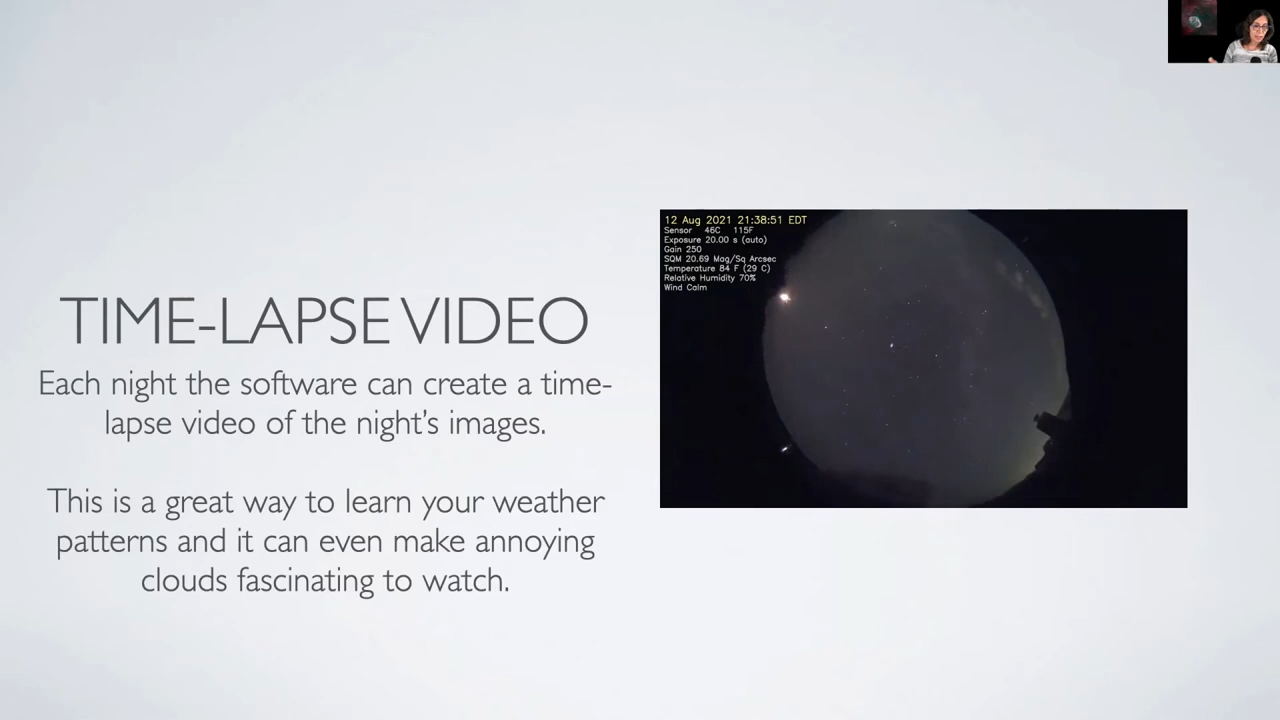 TIME-LAPSE VIDEO
Each night the software can create a time-
lapse video of the night's images.
This is a great way to learn your weather
patterns and it can even make annoying
clouds fascinating to watch.
12 Aug 2021 21:38:51 EDT
Sensor 46C 115F
Exposure 20.00 s (auto)
Gain 250
SQM 20.69 Mag/Sq Arcsec
Temperature 84 F (29 C)
Relative Humidity 70%
Wind Calm